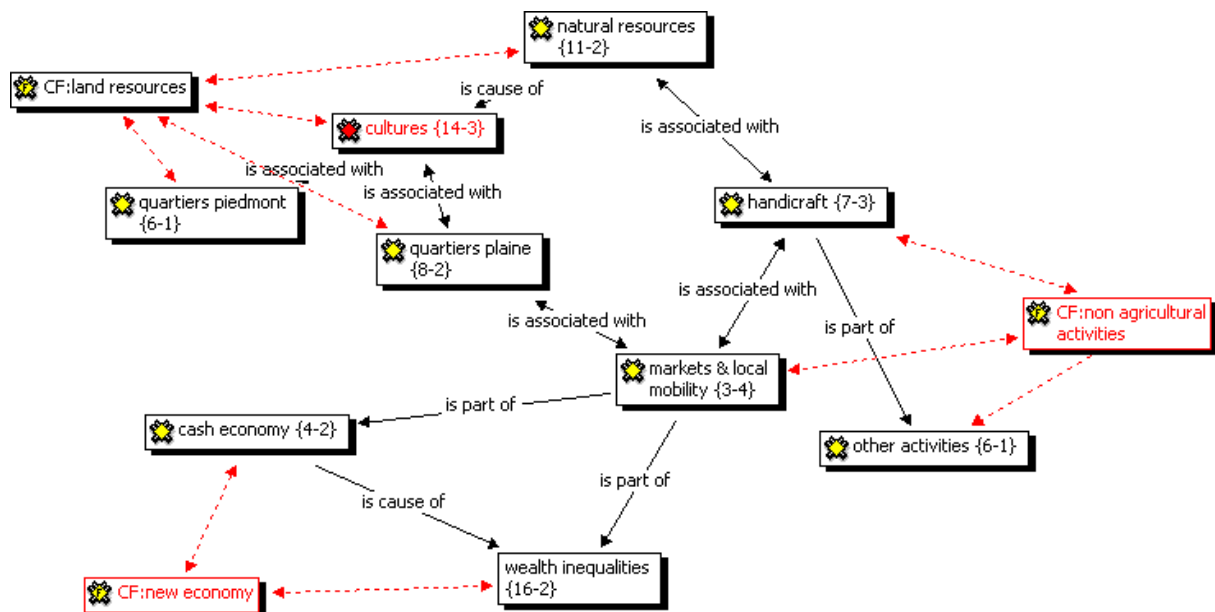 natural resources
{11-2}
CF:land resources
is cause of
cultures {14-3}
is associated with
is associated with
is associated with
quartiers piedmont
{6-1}
handicraft {7-3}
quartiers plaine
{8-2}
is associated with
is associated with
CF:non agricultural
activities
is part of
markets & local
mobility {3-4}
is part of
cash economy {4-2}
other activities {6-1}
is part of
is cause of
wealth inequalities
{16-2}
CF:new economy